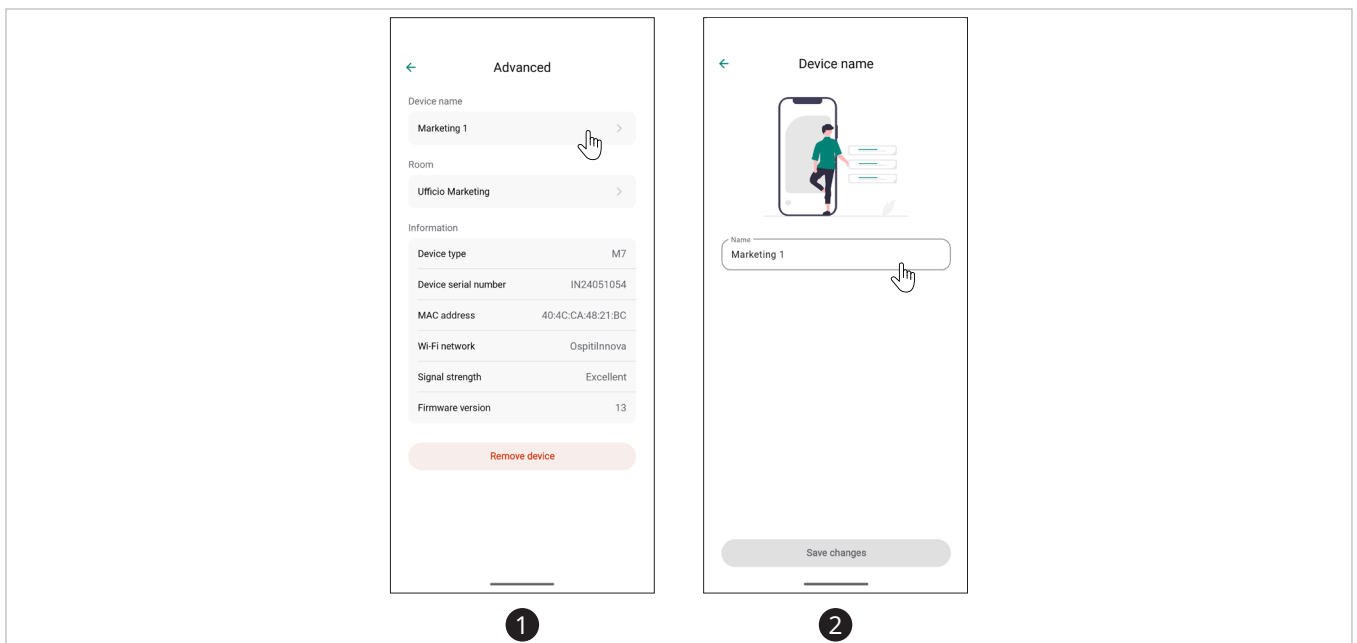 Advanced
Device name
Marketing 1
Room
Ufficio Marketing
Information
Device type M7
Device serial number IN24051054
MAC address 40:4C:CA:48:21:BC
Wi-Fi network OspitiInnova
Signal strength Excellent
Firmware version 13
Remove device
1
Device name
Name
Marketing 1
Save changes
2